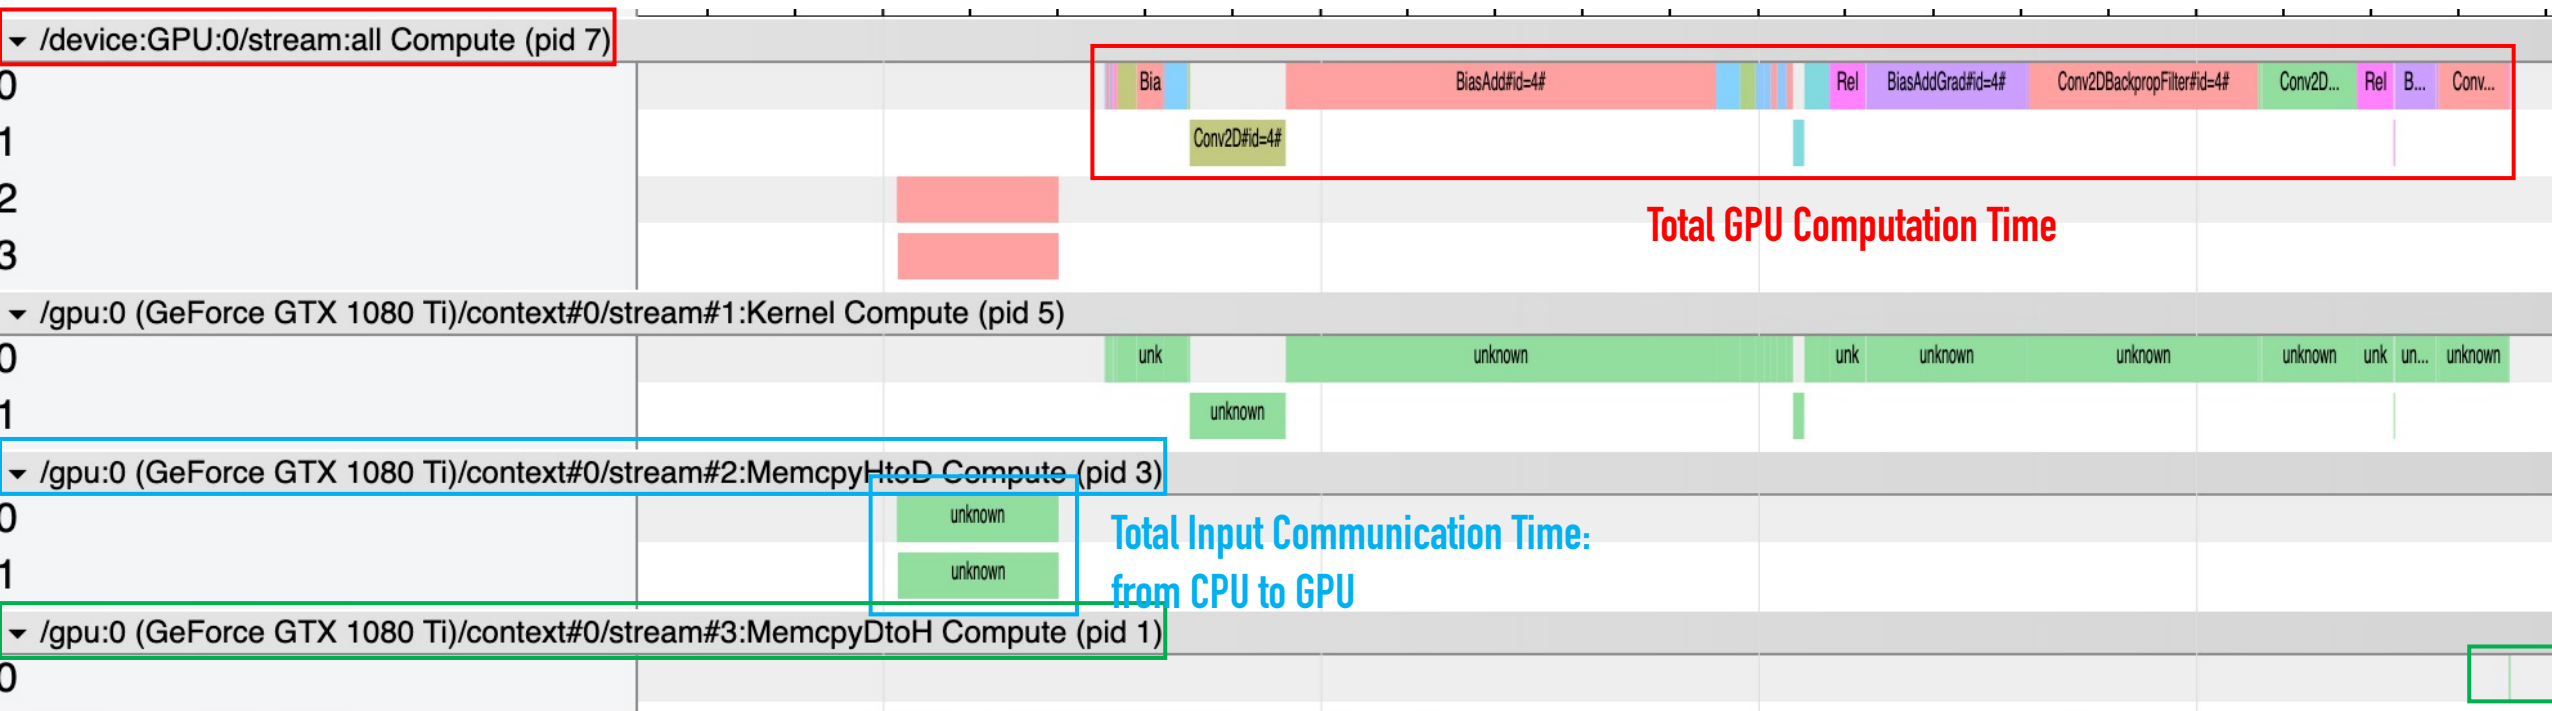 /device:GPU:0/stream:all Compute (pid 7)
0
Bia
BiasAdd#id=4#
Rel
BiasAddGrad#id=4#
Conv2DBackpropFilter#id=4#
Conv2D...
Rel
B...
Conv...
1
Conv2D#id=4#
2
Total GPU Computation Time
3
/gpu:0 (GeForce GTX 1080 Ti)/context#0/stream#1:Kernel Compute (pid 5)
0
unk
unknown
unk
unknown
unknown
unknown
unk
un...
unknown
1
unknown
/gpu:0 (GeForce GTX 1080 Ti)/context#0/stream#2:MemcpyHtoD Compute (pid 3)
0
unknown
Total Input Communication Time:
1
unknown
from CPU to GPU
/gpu:0 (GeForce GTX 1080 Ti)/context#0/stream#3:MemcpyDtoH Compute (pid 1)
0